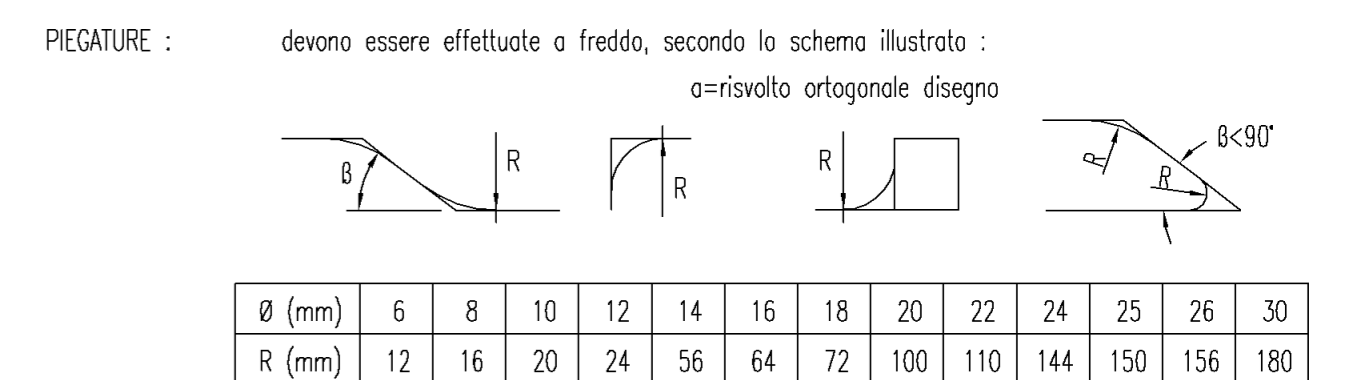 PIEGATURE : devono essere effettuate a freddo, secondo lo schema illustrato :
a=risvolto ortogonale disegno
ß R R R R R ß<90°
Ø (mm) 6 8 10 12 14 16 18 20 22 24 25 26 30
R (mm) 12 16 20 24 56 64 72 100 110 144 150 156 180